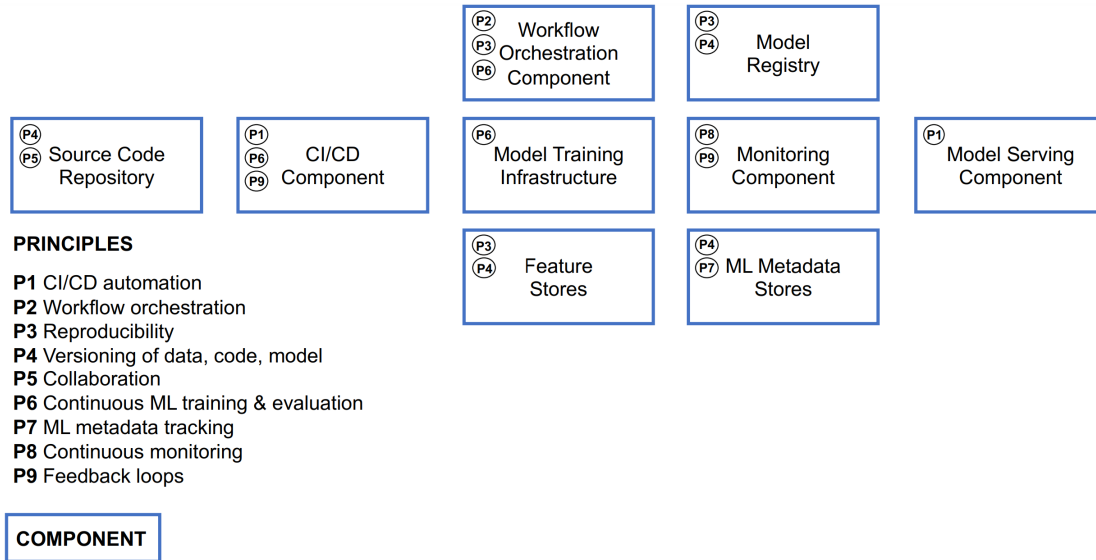 P2
P3
P6
Workflow
Orchestration
Component
P3
P4
Model
Registry
P4
P5
Source Code
Repository
P1
P6
P9
CI/CD
Component
P6
Model Training
Infrastructure
P8
P9
Monitoring
Component
P1
Model Serving
Component
P3
P4
Feature
Stores
P4
P7
ML Metadata
Stores
PRINCIPLES
P1 CI/CD automation
P2 Workflow orchestration
P3 Reproducibility
P4 Versioning of data, code, model
P5 Collaboration
P6 Continuous ML training & evaluation
P7 ML metadata tracking
P8 Continuous monitoring
P9 Feedback loops
COMPONENT